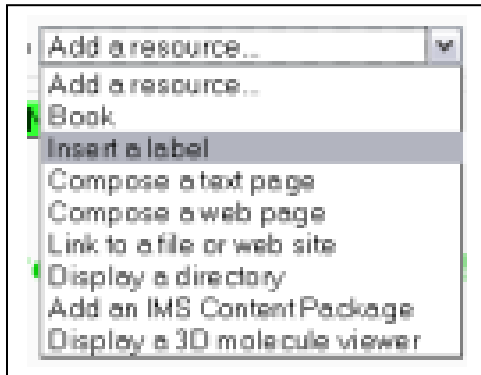 Add a resource...
Add a resource...
Book
Insert a label
Compose a text page
Compose a web page
Link to a file or web site
Display a directory
Add an IMS Content Package
Display a 3D molecule viewer